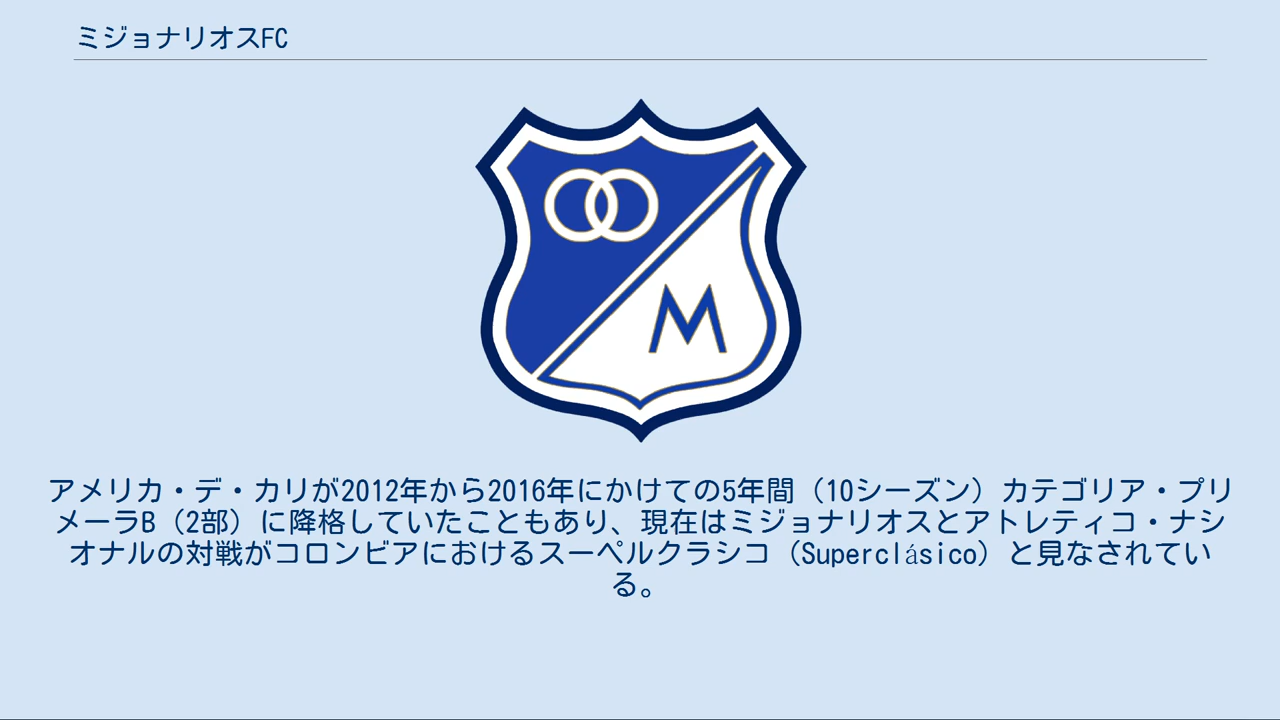 ミジョナリオスFC
M
アメリカ・デ・カリが2012年から2016年にかけての5年間（10シーズン）カテゴリア・プリ
メーラB（2部）に降格していたこともあり、現在はミジョナリオスとアトレティコ・ナシ
オナルの対戦がコロンビアにおけるスーペルクラシコ（Superclásico）と見なされてい
る。